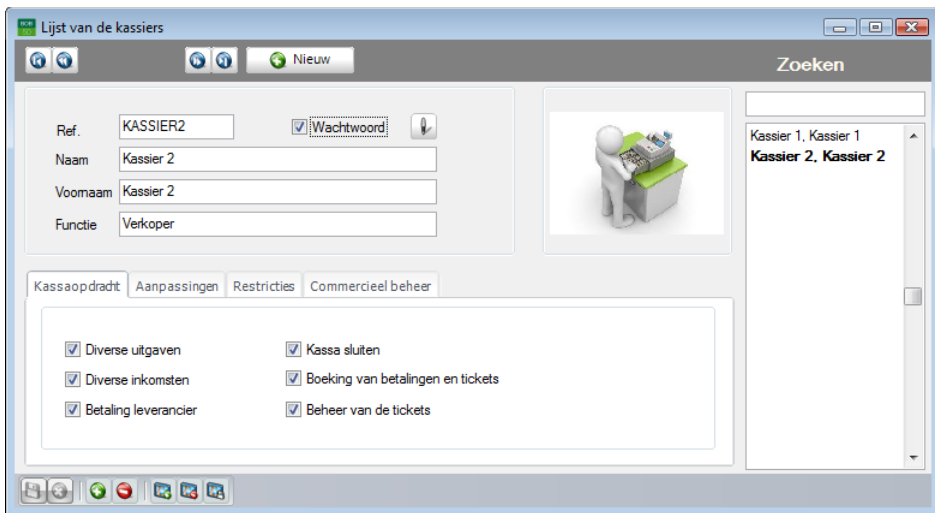 Lijst van de kassiers
Nieuw
Zoeken
Ref. KASSIER2 Wachtwoord
Naam Kassier 2
Voornaam Kassier 2
Functie Verkoper
Kassier 1, Kassier 1
Kassier 2, Kassier 2
Kassaopdracht Aanpassingen Restricties Commercieel beheer
Diverse uitgaven Kassa sluiten
Diverse inkomsten Boeking van betalingen en tickets
Betaling leverancier Beheer van de tickets